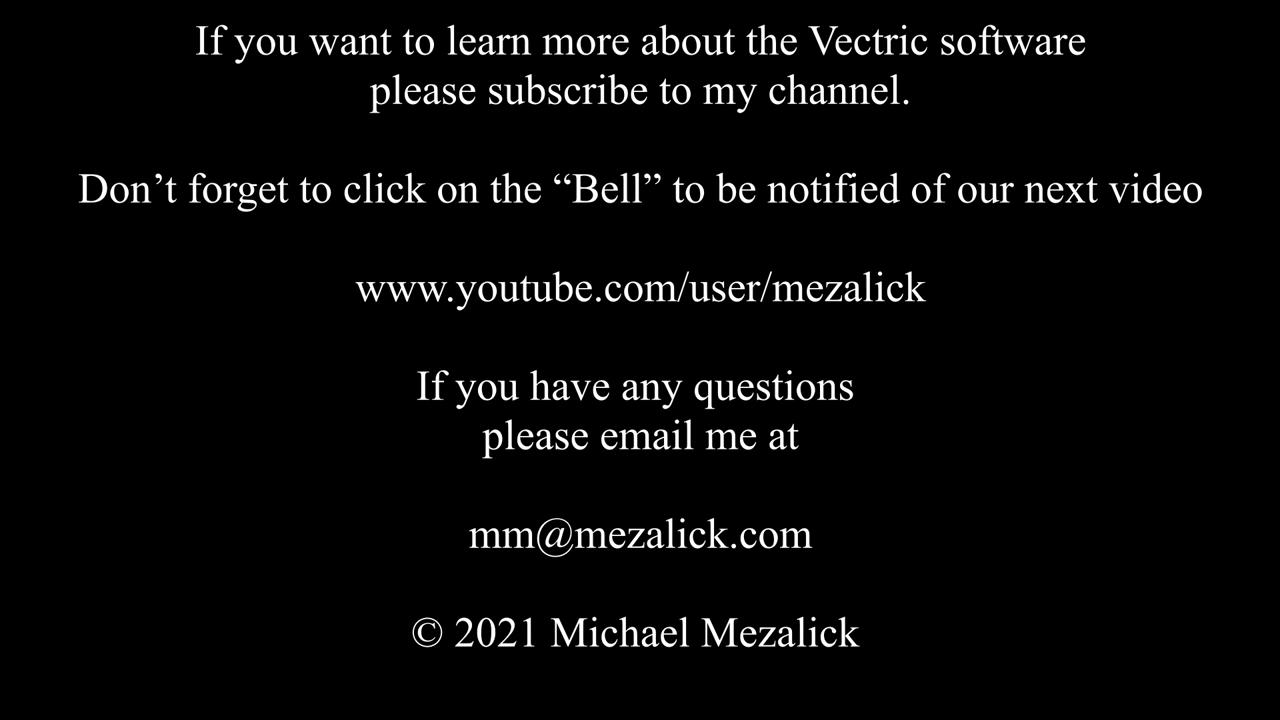 If you want to learn more about the Vectric software
please subscribe to my channel.
Don’t forget to click on the “Bell” to be notified of our next video
www.youtube.com/user/mezalick
If you have any questions
please email me at
mm@mezalick.com
© 2021 Michael Mezalick